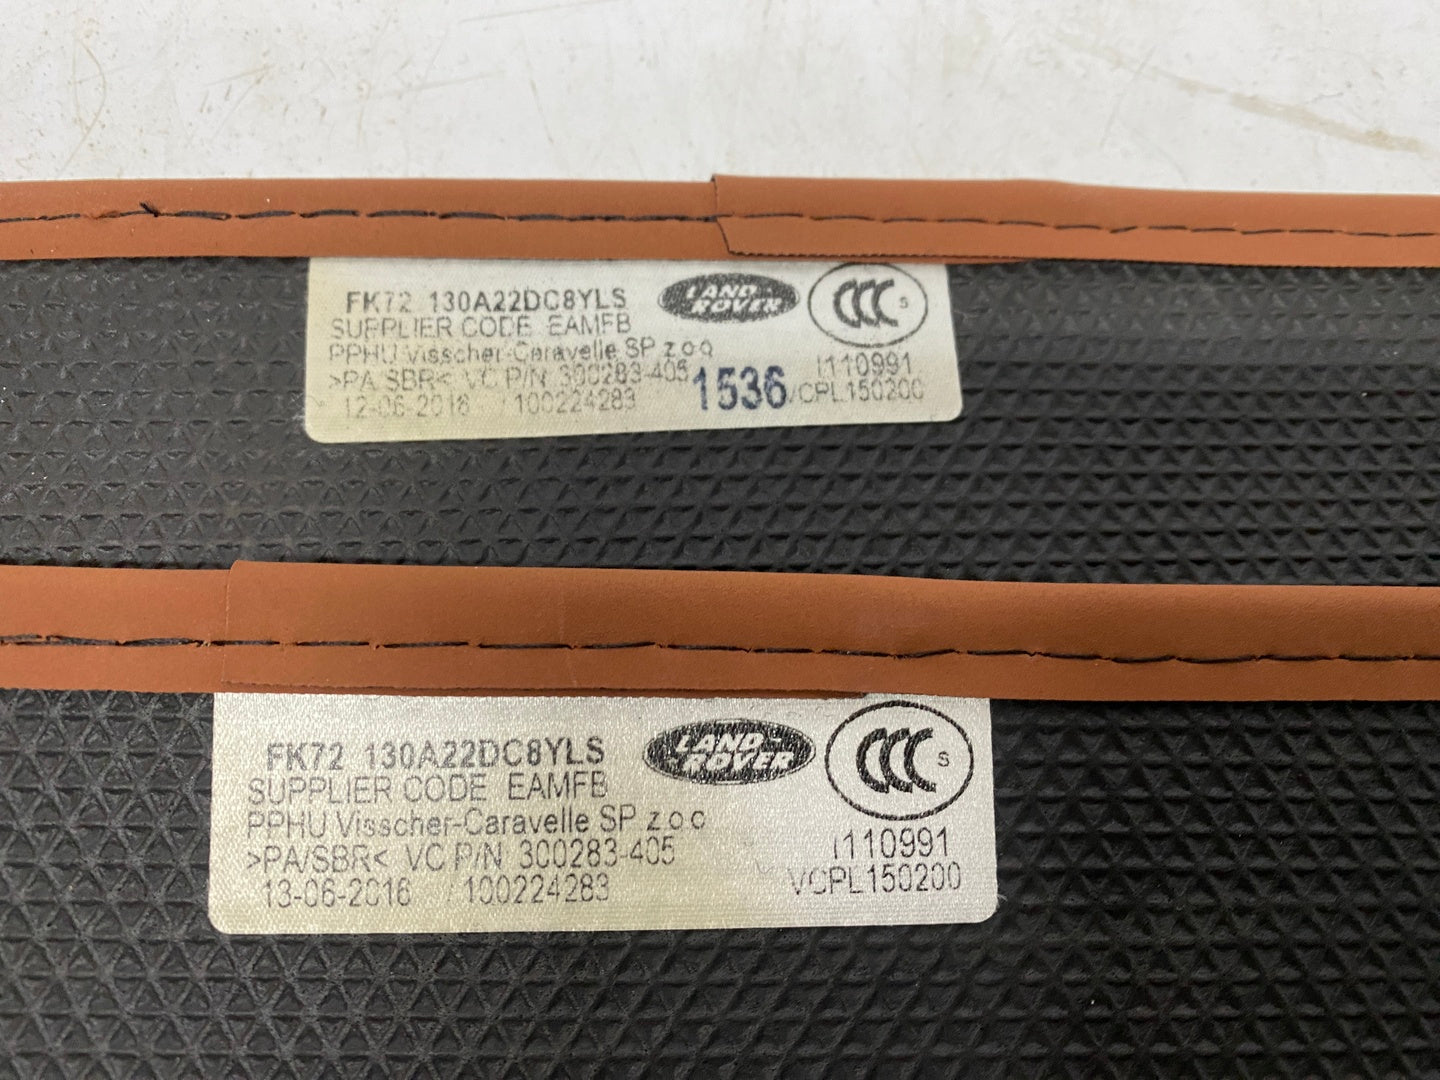 FK72 130A22DC8YLS
LAND-
ROVER
CCC S
SUPPLIER CODE EAMFB
PPHU Visscher-Caravelle SP z o o
I110991
>PA/SBR< VC P/N 300283-405
1536
VCPL150200
12-06-2016 / 100224283
FK72 130A22DC8YLS
LAND-
-ROVER
CCC S
SUPPLIER CODE EAMFB
PPHU Visscher-Caravelle SP z o o
I110991
>PA/SBR< VC P/N 300283-405
VCPL150200
13-06-2016 / 100224283